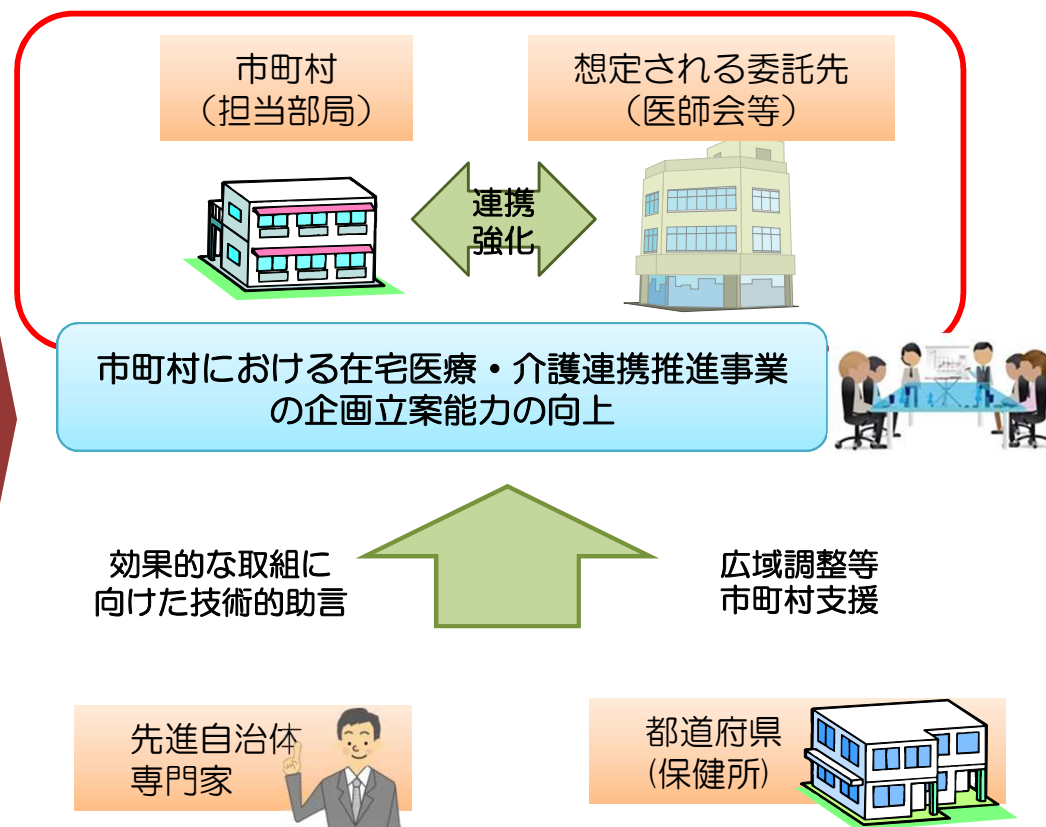 市町村
（担当部局）
想定される委託先
（医師会等）
連携
強化
市町村における在宅医療・介護連携推進事業
の企画立案能力の向上
効果的な取組に
向けた技術的助言
広域調整等
市町村支援
先進自治体
専門家
都道府県
(保健所)